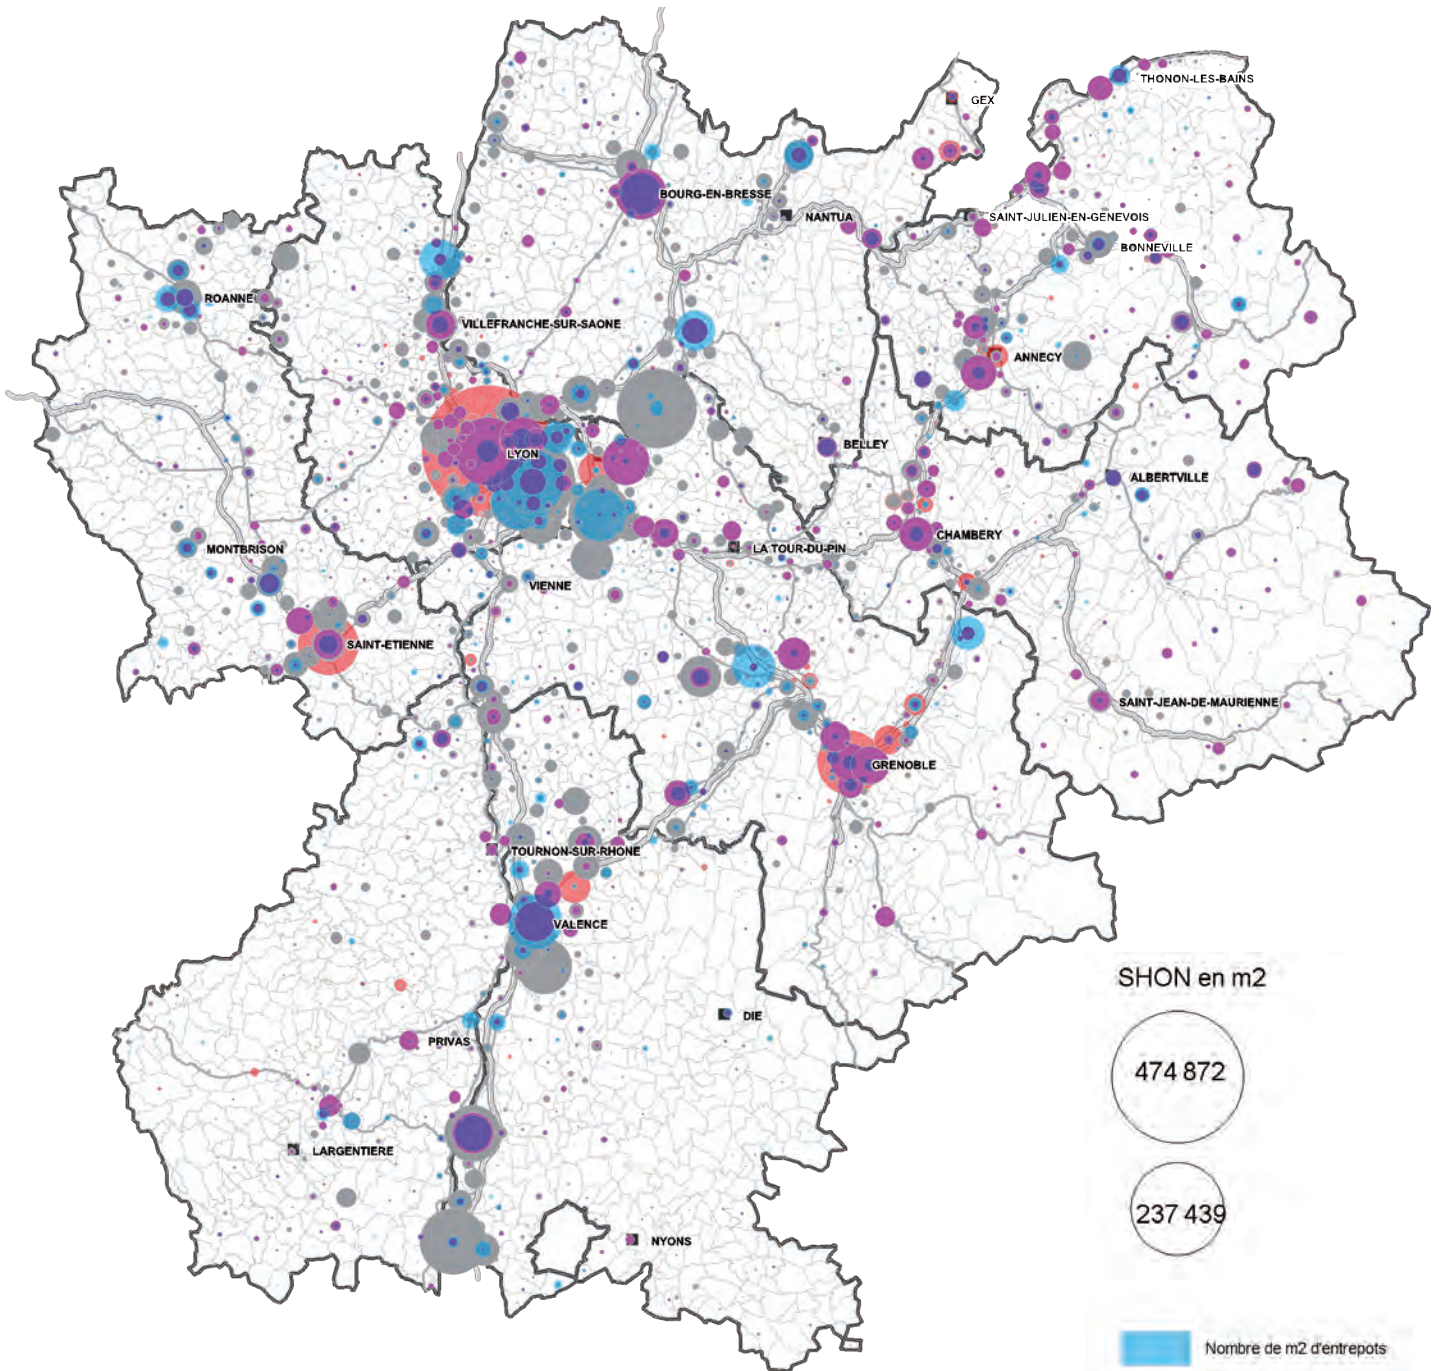 THONON-LES-BAINS
GEX
BOURG-EN-BRESSE
NANTUA
SAINT-JULIEN-EN-GENEVOIS
BONNEVILLE
ROANNE
VILLEFRANCHE-SUR-SAONE
ANNECY
LYON
BELLEY
ALBERTVILLE
MONTBRISON
CHAMBERY
LA TOUR-DU-PIN
VIENNE
SAINT-ETIENNE
SAINT-JEAN-DE-MAURIENNE
GRENOBLE
TOURNON-SUR-RHONE
VALENCE
SHON en m2
474 872
DIE
PRIVAS
LARGENTIERE
237 439
NYONS
Nombre de m2 d'entrepots